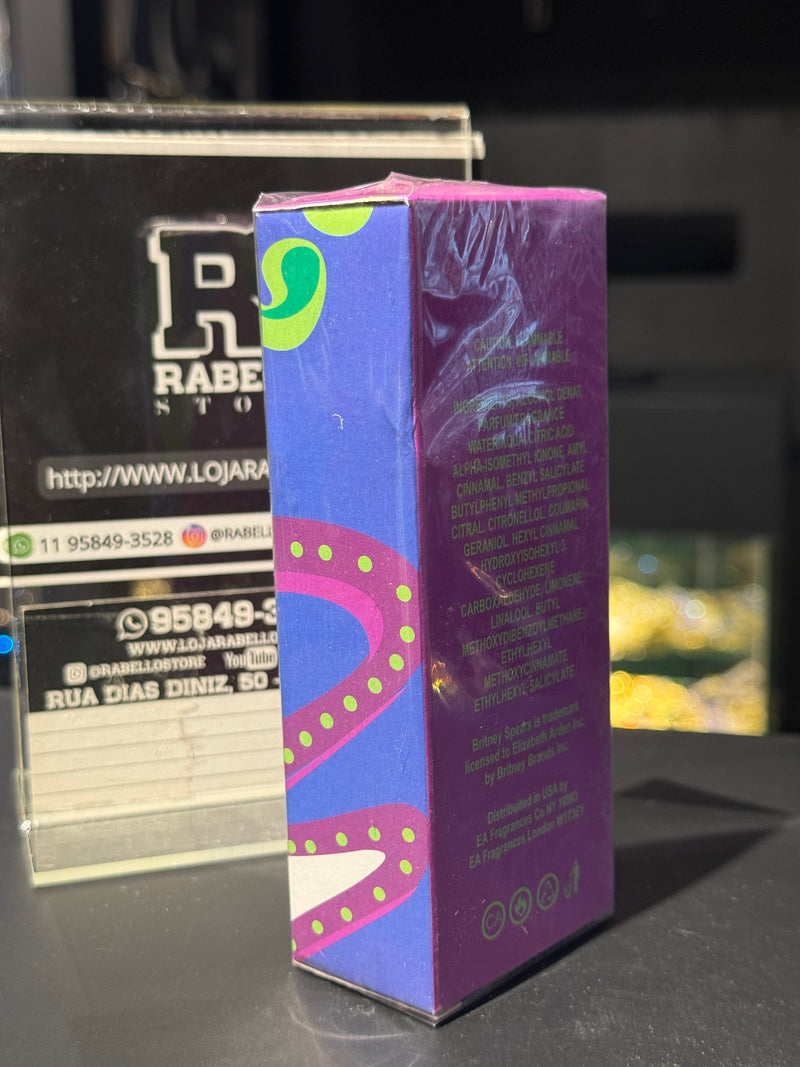 R
RABEL
S T O
http://WWW.LOJARA
11 95849-3528 @RABELL
95849-3
WWW.LOJARABELLO
@RABELLOSTORE YouTube
RUA DIAS DINIZ, 50 -
CAUTION: FLAMMABLE
ATTENTION: INFLAMMABLE
INGREDIENTS: ALCOHOL DENAT,
PARFUM/FRAGRANCE
WATER/AQUA, CITRIC ACID
ALPHA-ISOMETHYL IONONE, AMYL
CINNAMAL, BENZYL SALICYLATE
BUTYLPHENYL METHYLPROPIONAL
CITRAL, CITRONELLOL, COUMARIN,
GERANIOL, HEXYL CINNAMAL,
HYDROXYISOHEXYL-3,
CYCLOHEXENE
CARBOXALDEHYDE, LIMONENE,
LINALOOL, BUTYL
METHOXYDIBENZOYLMETHANE,
ETHYLHEXYL
METHOXYCINNAMATE
ETHYLHEXYL SALICYLATE
Britney Spears is trademark
licensed to Elizabeth Arden Inc.
by Britney Brands Inc.
Distribuited in USA by
EA Fragrances Co NY 10093
EA Fragrances London W1T3EY
CA